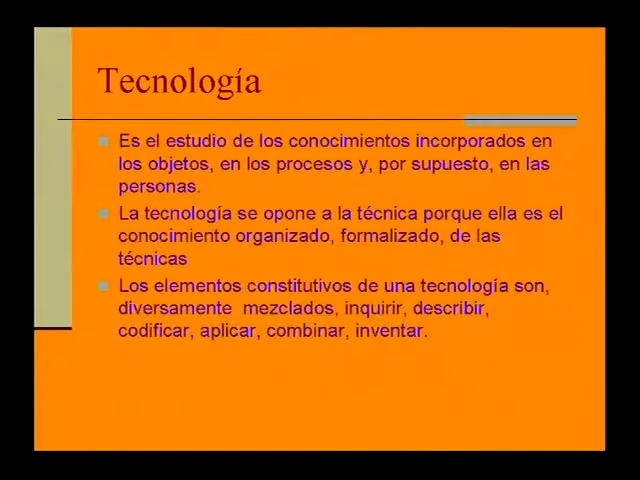 Tecnología
Es el estudio de los conocimientos incorporados en
los objetos, en los procesos y, por supuesto, en las
personas.
La tecnología se opone a la técnica porque ella es el
conocimiento organizado, formalizado, de las
técnicas
Los elementos constitutivos de una tecnología son,
diversamente mezclados, inquirir, describir,
codificar, aplicar, combinar, inventar.